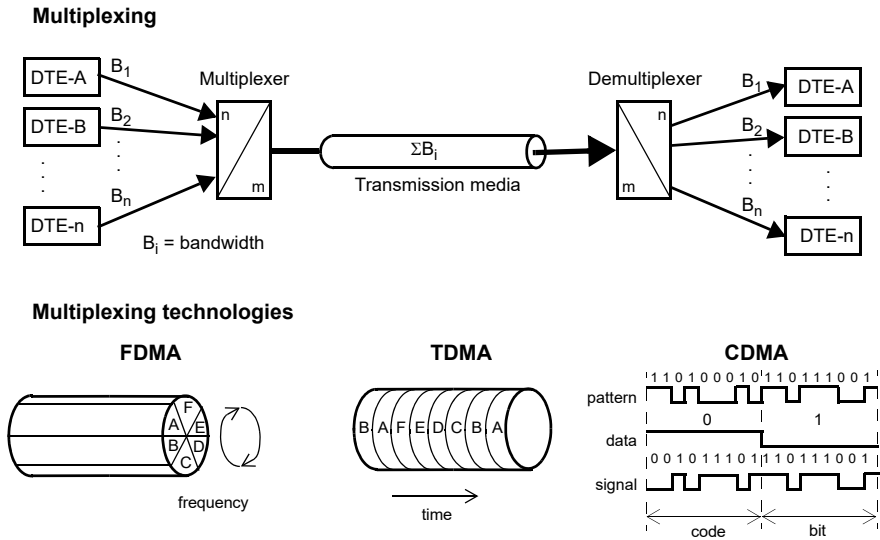 Multiplexing
DTE-A
B1
Multiplexer
Demultiplexer
B1
DTE-A
DTE-B
B2
n
n
B2
DTE-B
ΣBi
m
Transmission media
m
DTE-n
Bn
Bi = bandwidth
Bn
DTE-n
Multiplexing technologies
FDMA
TDMA
CDMA
F
A
E
B
D
C
frequency
B A F E D C B A
time
1 1 0 1 0 0 0 1 0 1 1 0 1 1 1 0 0 1
pattern
0 1
data
0 0 1 0 1 1 1 0 1 1 1 0 1 1 1 0 0 1
signal
code
bit